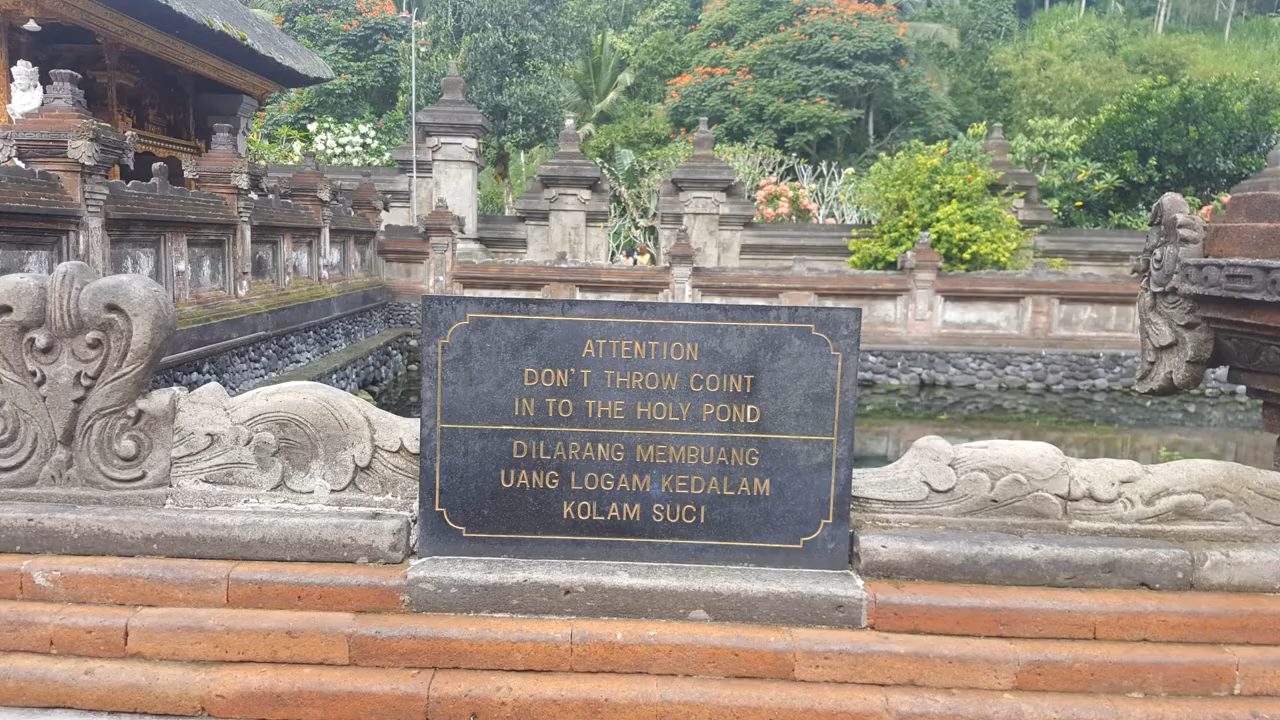 ATTENTION
DON'T THROW COINT
IN TO THE HOLY POND
DILARANG MEMBUANG
UANG LOGAM KEDALAM
KOLAM SUCI